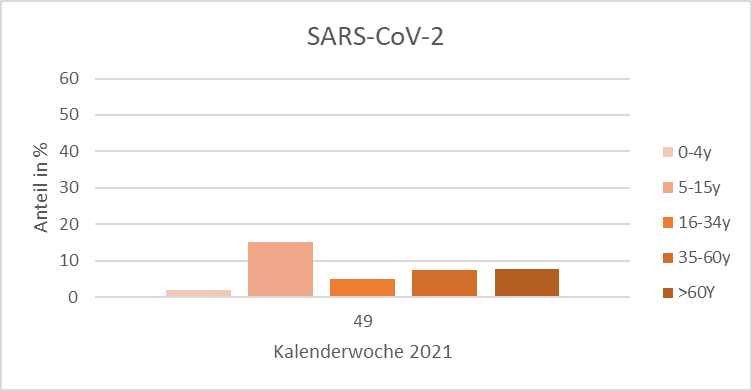 SARS-CoV-2
60
50
40
30
20
10
0
Anteil in %
49
Kalenderwoche 2021
0-4y
5-15y
16-34y
35-60y
>60Y